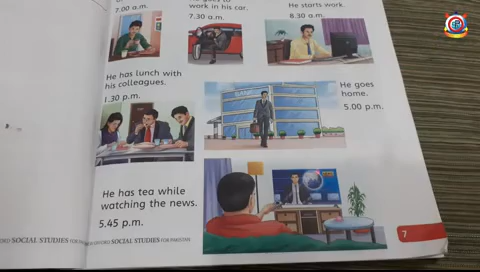 7.00 a.m.
work in his car.
7.30 a.m.
He starts work.
8.30 a.m.
He has lunch with
his colleagues.
1.30 p.m.
BANK
He goes
home.
5.00 p.m.
He has tea while
watching the news.
5.45 p.m.
7
SOCIAL STUDIES
OXFORD SOCIAL STUDIES FOR PAKISTAN